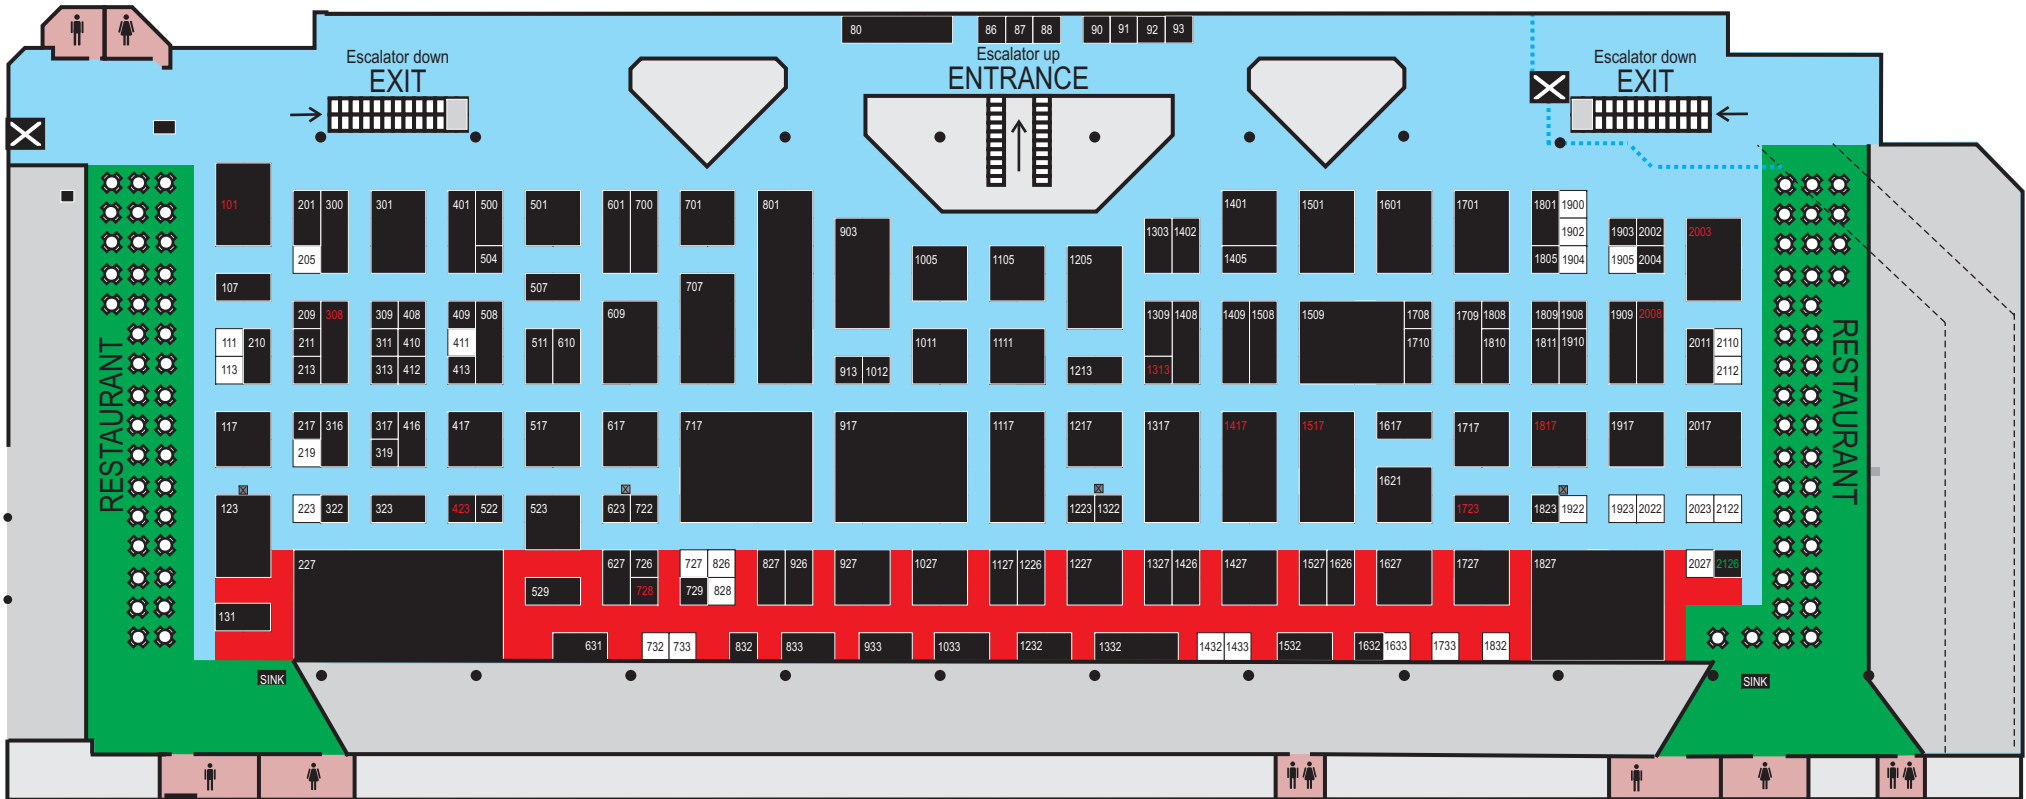 80 86 87 88 90 91 92 93
Escalator down
EXIT
Escalator up
ENTRANCE
Escalator down
EXIT
101 201 300 301 401 500 501 601 700 701 801 1401 1501 1601 1701 1801 1900
903 1303 1402 1902 1903 2002 2003
205 504 1005 1105 1205 1405 1805 1904 1905 2004
107 507 707
209 308 309 408 409 508 609 1309 1408 1409 1508 1509 1708 1709 1808 1809 1908 1909 2008
111 210 211 311 410 411 511 610 1011 1111 1710 1810 1811 1910 2011 2110
113 213 313 412 413 913 1012 1213 1313 2112
RESTAURANT
RESTAURANT
117 217 316 317 416 417 517 617 717 917 1117 1217 1317 1417 1517 1617 1717 1817 1917 2017
219 319
1621
123 223 322 323 423 522 523 623 722 1223 1322 1723 1823 1922 1923 2022 2023 2122
227 627 726 727 826 827 926 927 1027 1127 1226 1227 1327 1426 1427 1527 1626 1627 1727 1827 2027 2126
529 728 729 828
131
631 732 733 832 833 933 1033 1232 1332 1432 1433 1532 1632 1633 1733 1832
SINK
SINK